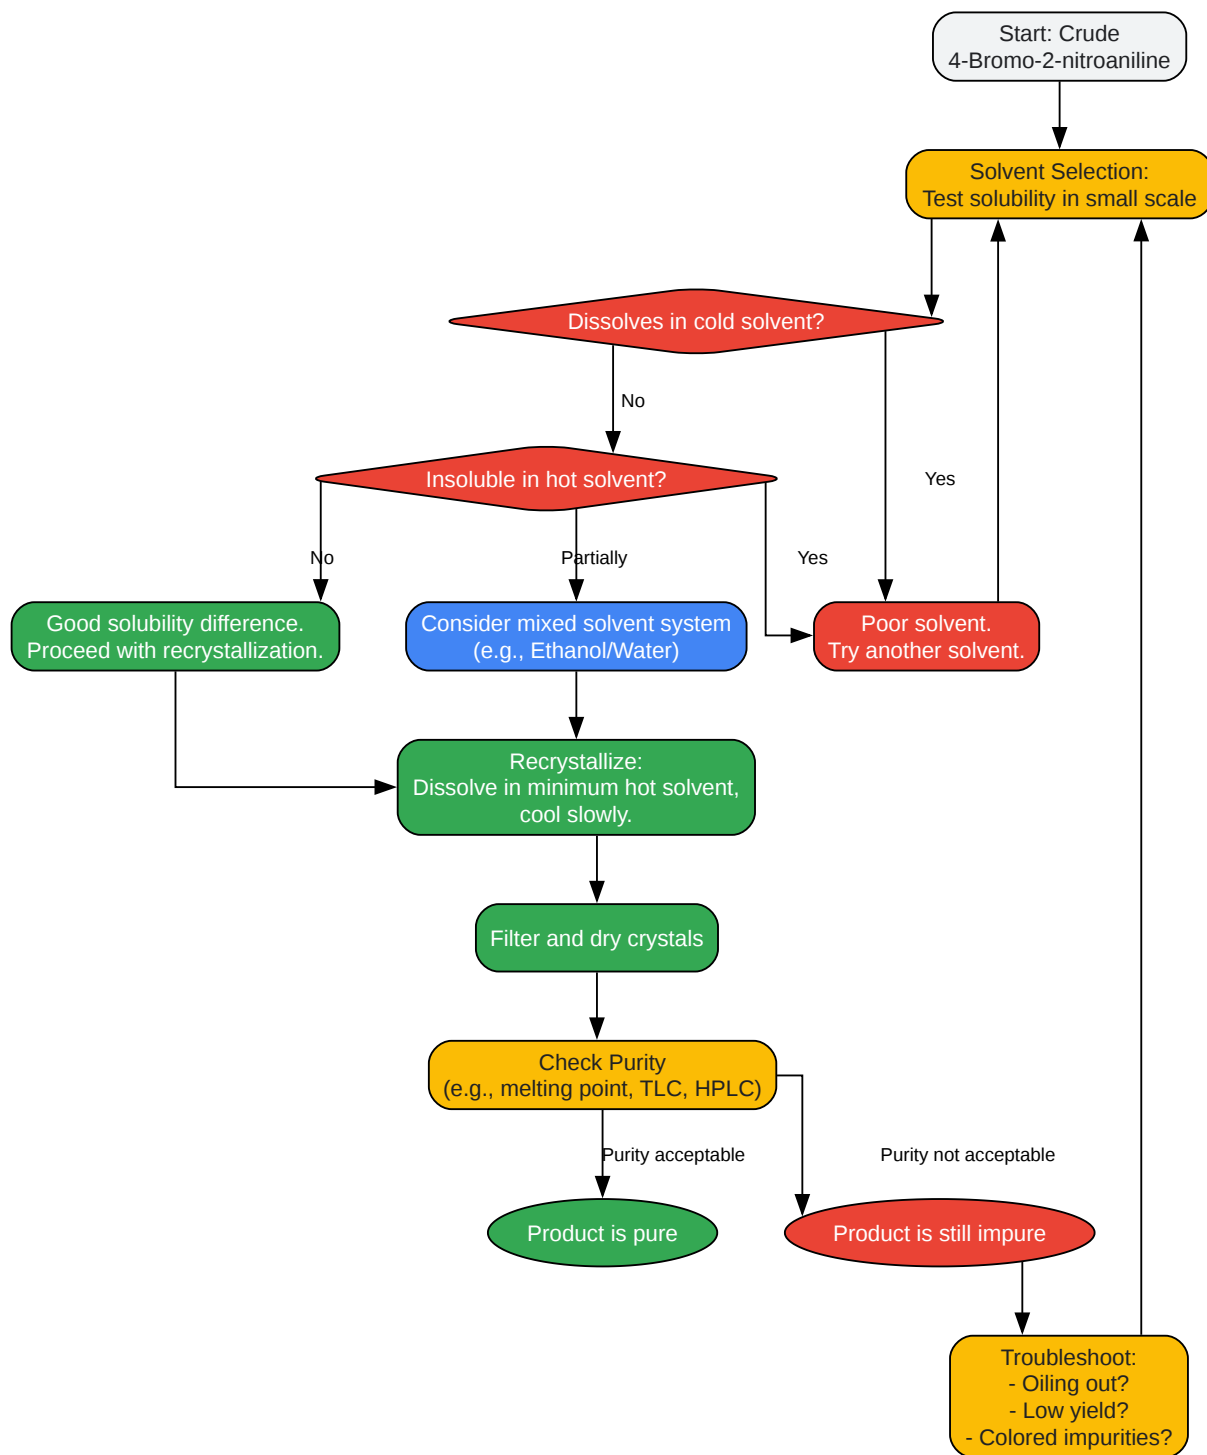 Start: Crude
4-Bromo-2-nitroaniline
Solvent Selection:
Test solubility in small scale
Dissolves in cold solvent?
No
Insoluble in hot solvent?
Yes
No
Partially
Yes
Good solubility difference.
Proceed with recrystallization.
Consider mixed solvent system
(e.g., Ethanol/Water)
Poor solvent.
Try another solvent.
Recrystallize:
Dissolve in minimum hot solvent,
cool slowly.
Filter and dry crystals
Check Purity
(e.g., melting point, TLC, HPLC)
Purity acceptable
Purity not acceptable
Product is pure
Product is still impure
Troubleshoot:
- Oiling out?
- Low yield?
- Colored impurities?